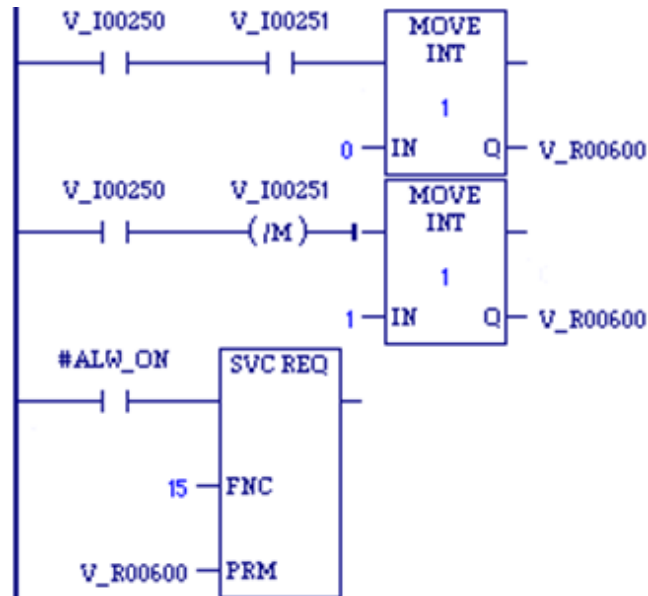 V_I00250 V_I00251 MOVE
INT
1
0 IN Q V_R00600
V_I00250 V_I00251 MOVE
(/M) INT
1
1 IN Q V_R00600
#ALW_ON SVC REQ
15 FNC
V_R00600 PRM